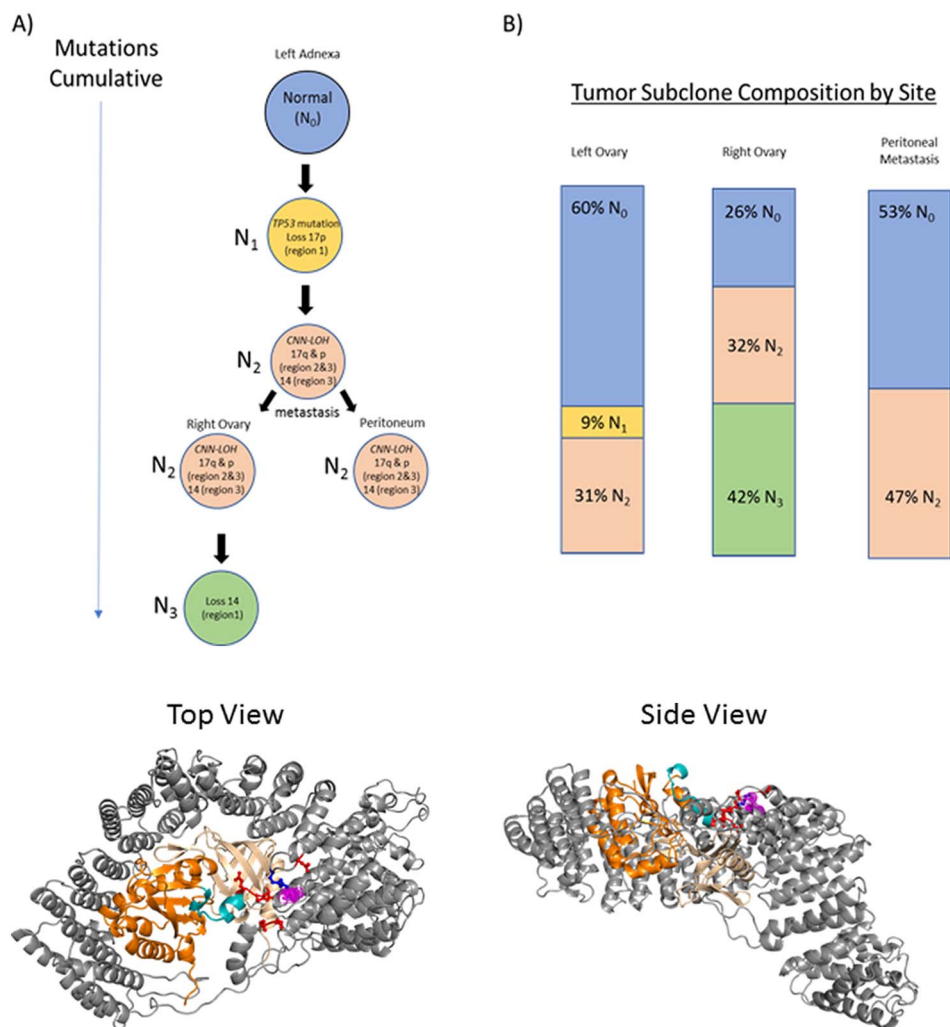 A)
Mutations
Cumulative
Left Adnexa
Normal
(N₀)
N₁
TP53 mutation
Loss 17p
(region 1)
N₂
CNN-LOH
17q & p
(region 2&3)
14 (region 3)
metastasis
Right Ovary
Peritoneum
N₂
CNN-LOH
17q & p
(region 2&3)
14 (region 3)
N₂
CNN-LOH
17q & p
(region 2&3)
14 (region 3)
N₃
Loss 14
(region1)
B)
Tumor Subclone Composition by Site
Left Ovary
Right Ovary
Peritoneal
Metastasis
60% N₀
26% N₀
53% N₀
32% N₂
9% N₁
31% N₂
42% N₃
47% N₂
Top View
Side View